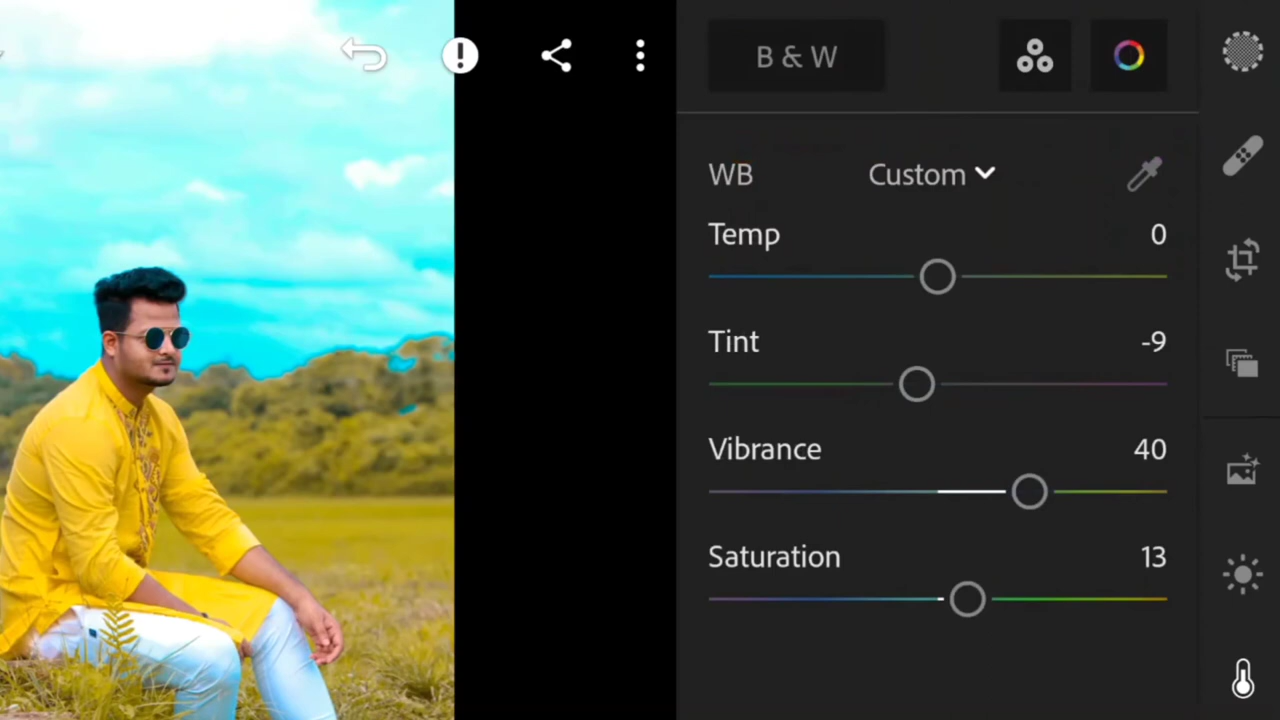 B & W
WB Custom
Temp 0
Tint -9
Vibrance 40
Saturation 13